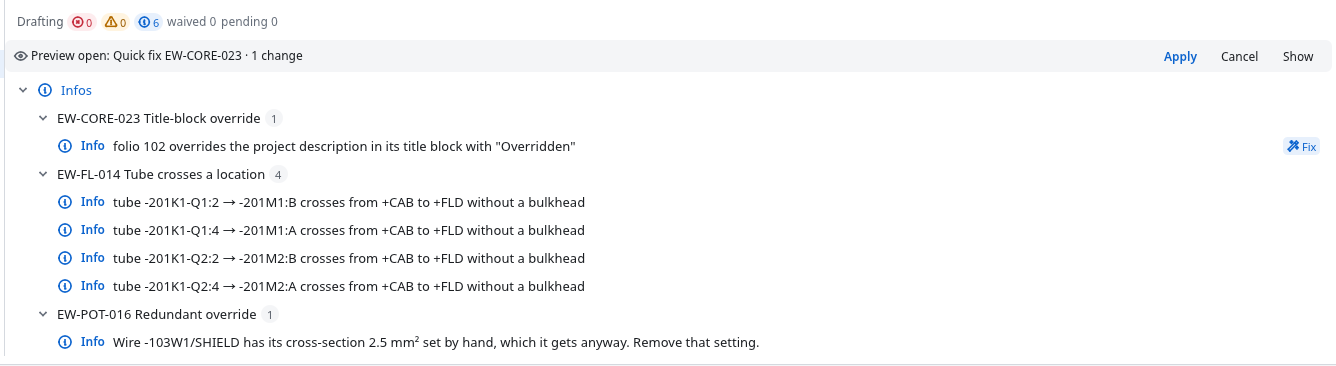 Drafting 0 0 6 waived 0 pending 0
Preview open: Quick fix EW-CORE-023 · 1 change Apply Cancel Show
Infos
EW-CORE-023 Title-block override 1
Info folio 102 overrides the project description in its title block with "Overridden" Fix
EW-FL-014 Tube crosses a location 4
Info tube -201K1-Q1:2 → -201M1:B crosses from +CAB to +FLD without a bulkhead
Info tube -201K1-Q1:4 → -201M1:A crosses from +CAB to +FLD without a bulkhead
Info tube -201K1-Q2:2 → -201M2:B crosses from +CAB to +FLD without a bulkhead
Info tube -201K1-Q2:4 → -201M2:A crosses from +CAB to +FLD without a bulkhead
EW-POT-016 Redundant override 1
Info Wire -103W1/SHIELD has its cross-section 2.5 mm² set by hand, which it gets anyway. Remove that setting.